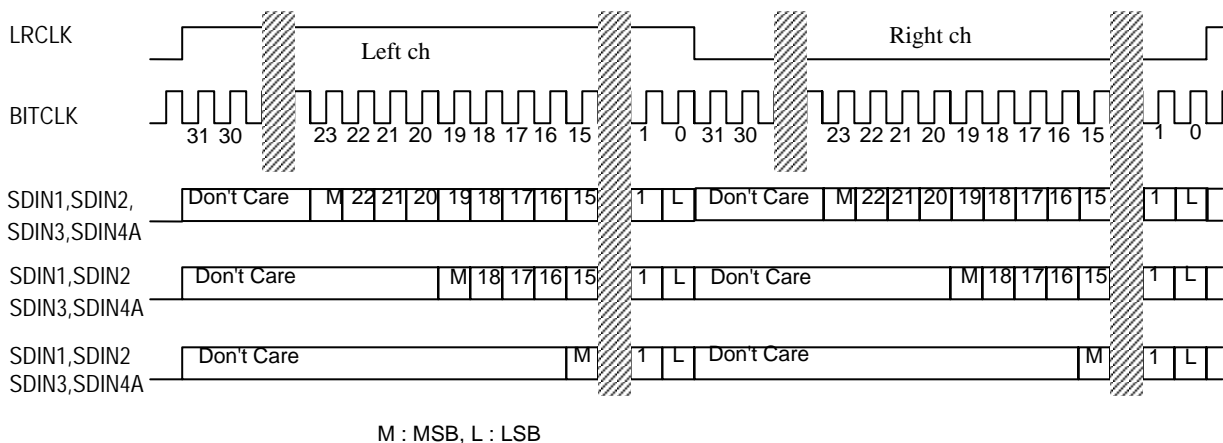 LRCLK
Left ch
Right ch
BITCLK
31 30 23 22 21 20 19 18 17 16 15 1 0 31 30 23 22 21 20 19 18 17 16 15 1 0
SDIN1,SDIN2,
SDIN3,SDIN4A
Don't Care M 22 21 20 19 18 17 16 15 1 L Don't Care M 22 21 20 19 18 17 16 15 1 L
SDIN1,SDIN2
SDIN3,SDIN4A
Don't Care M 18 17 16 15 1 L Don't Care M 18 17 16 15 1 L
SDIN1,SDIN2
SDIN3,SDIN4A
Don't Care M 1 L Don't Care M 1 L
M : MSB, L : LSB